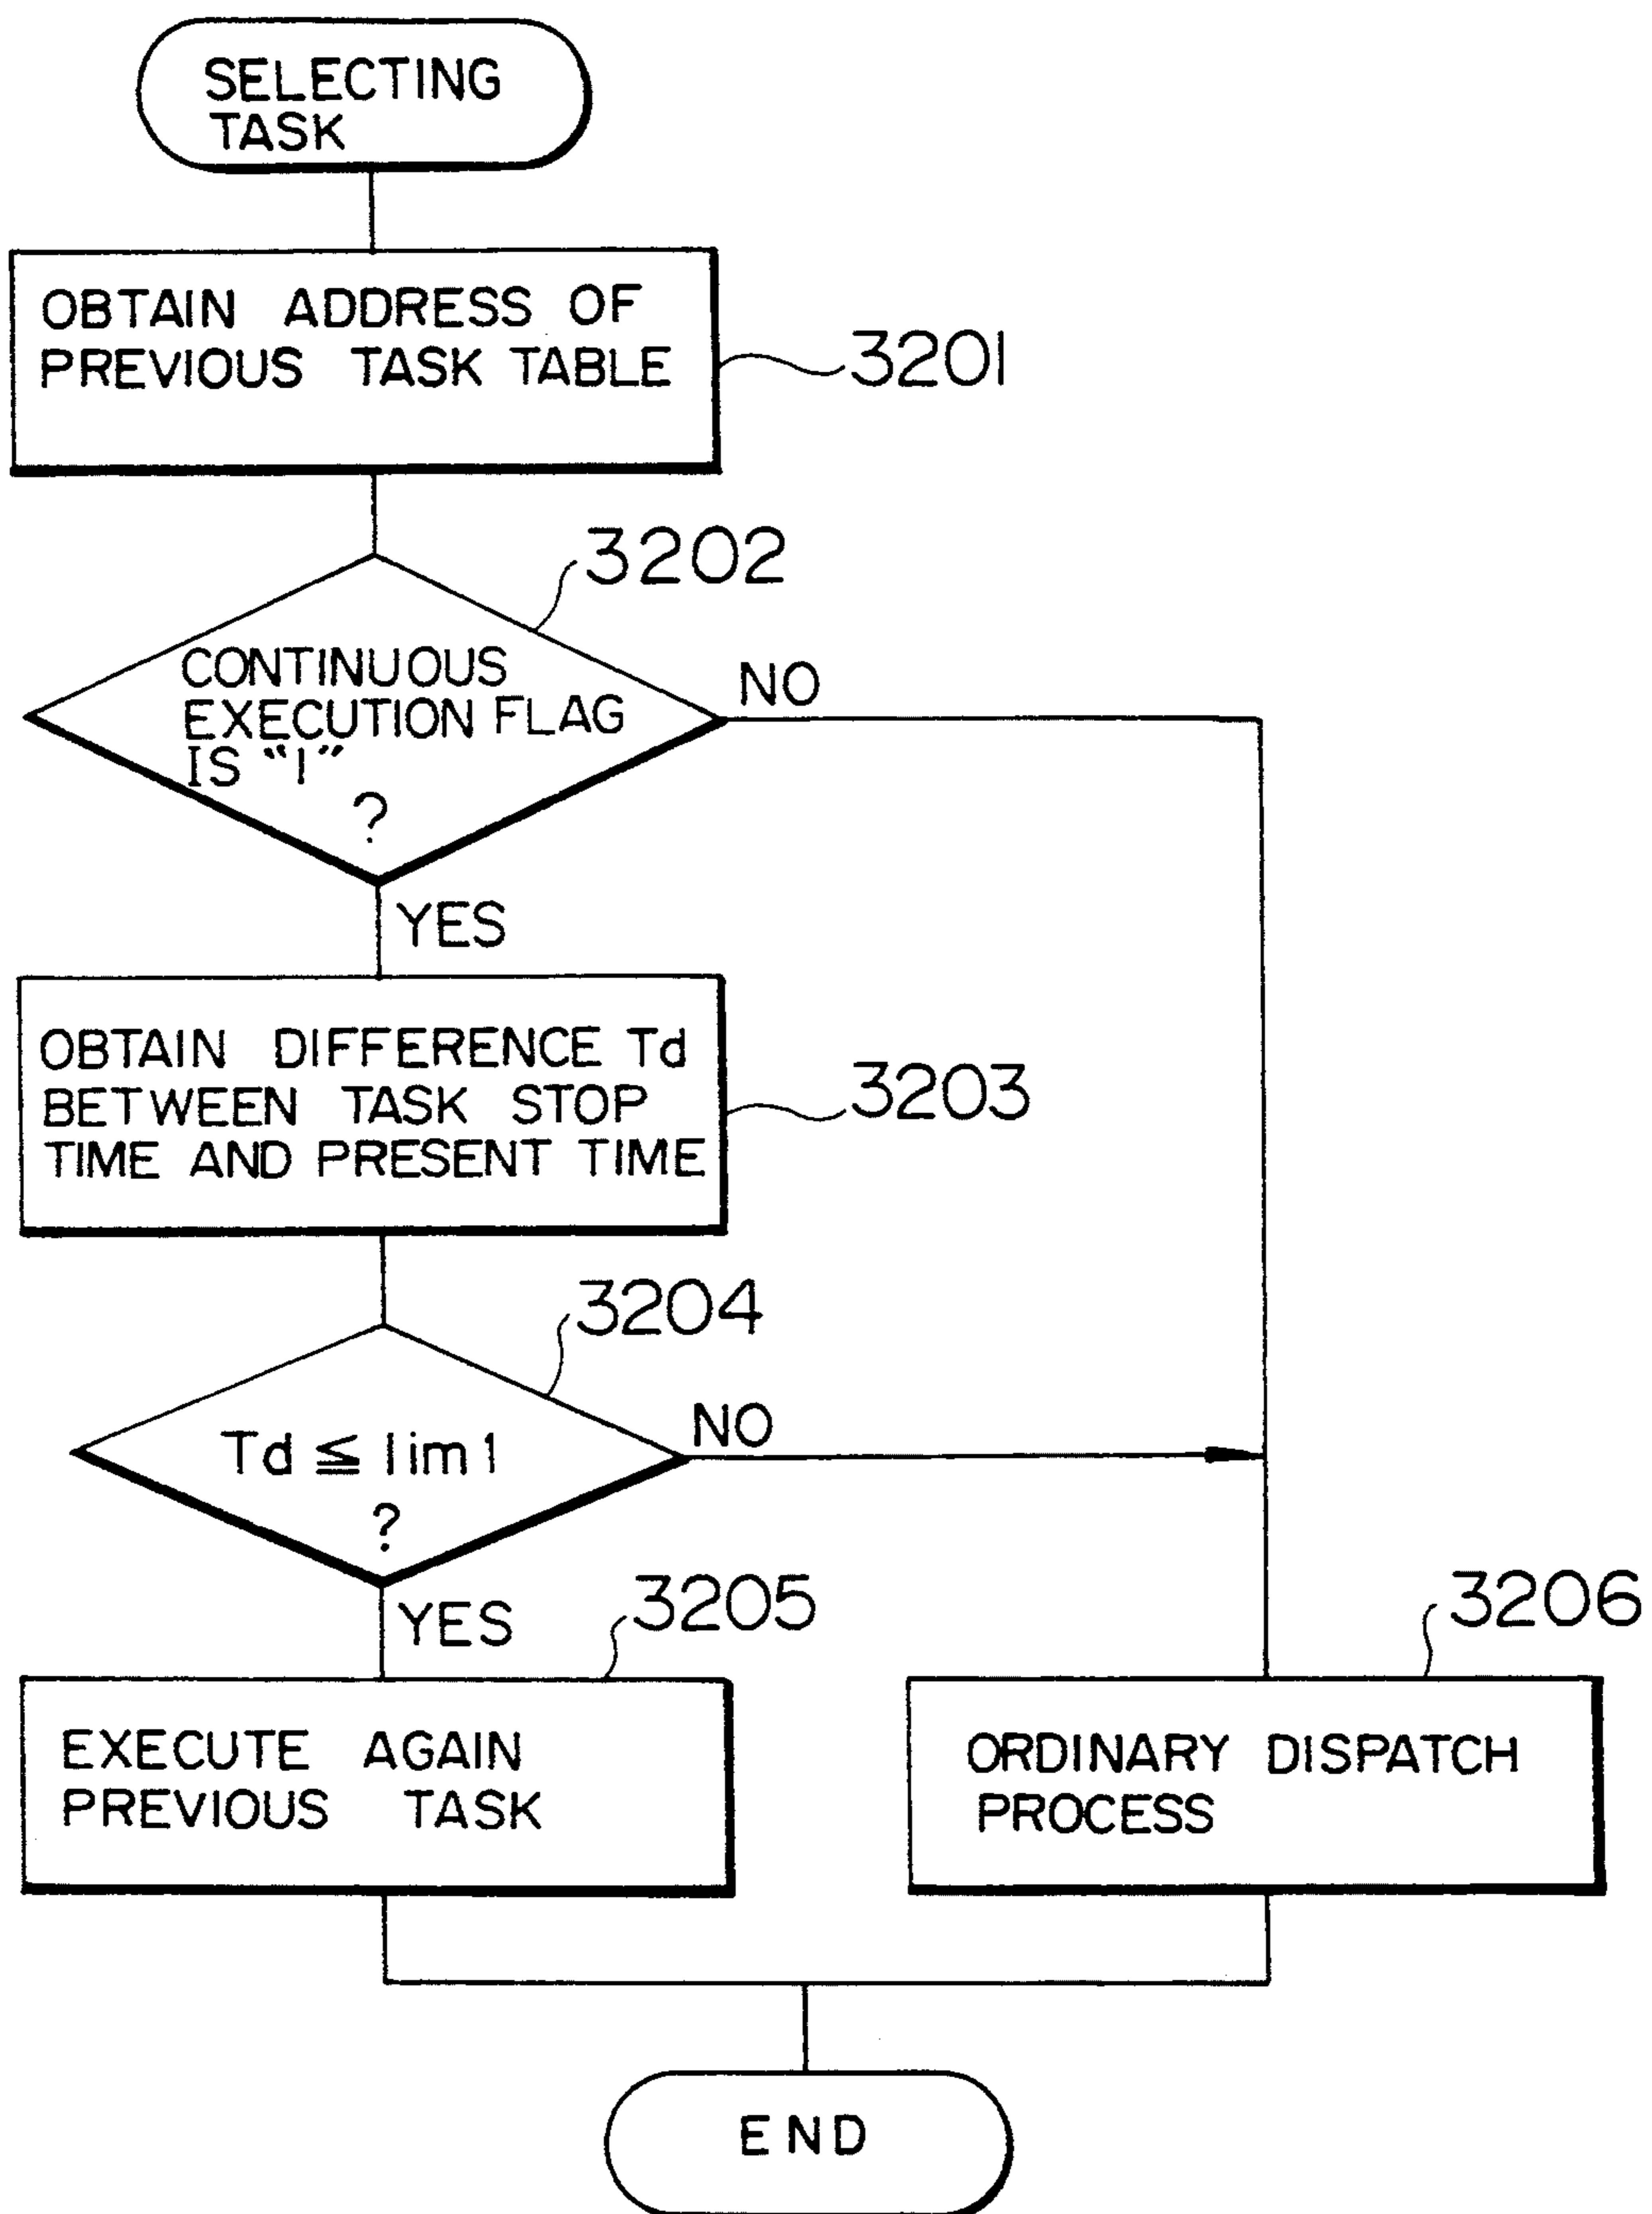 SELECTING
TASK
OBTAIN ADDRESS OF
PREVIOUS TASK TABLE
3201
3202
CONTINUOUS
EXECUTION FLAG
IS "1"
?
NO
YES
OBTAIN DIFFERENCE Td
BETWEEN TASK STOP
TIME AND PRESENT TIME
3203
3204
Td ≦ lim1
?
NO
YES
3205
EXECUTE AGAIN
PREVIOUS TASK
3206
ORDINARY DISPATCH
PROCESS
END